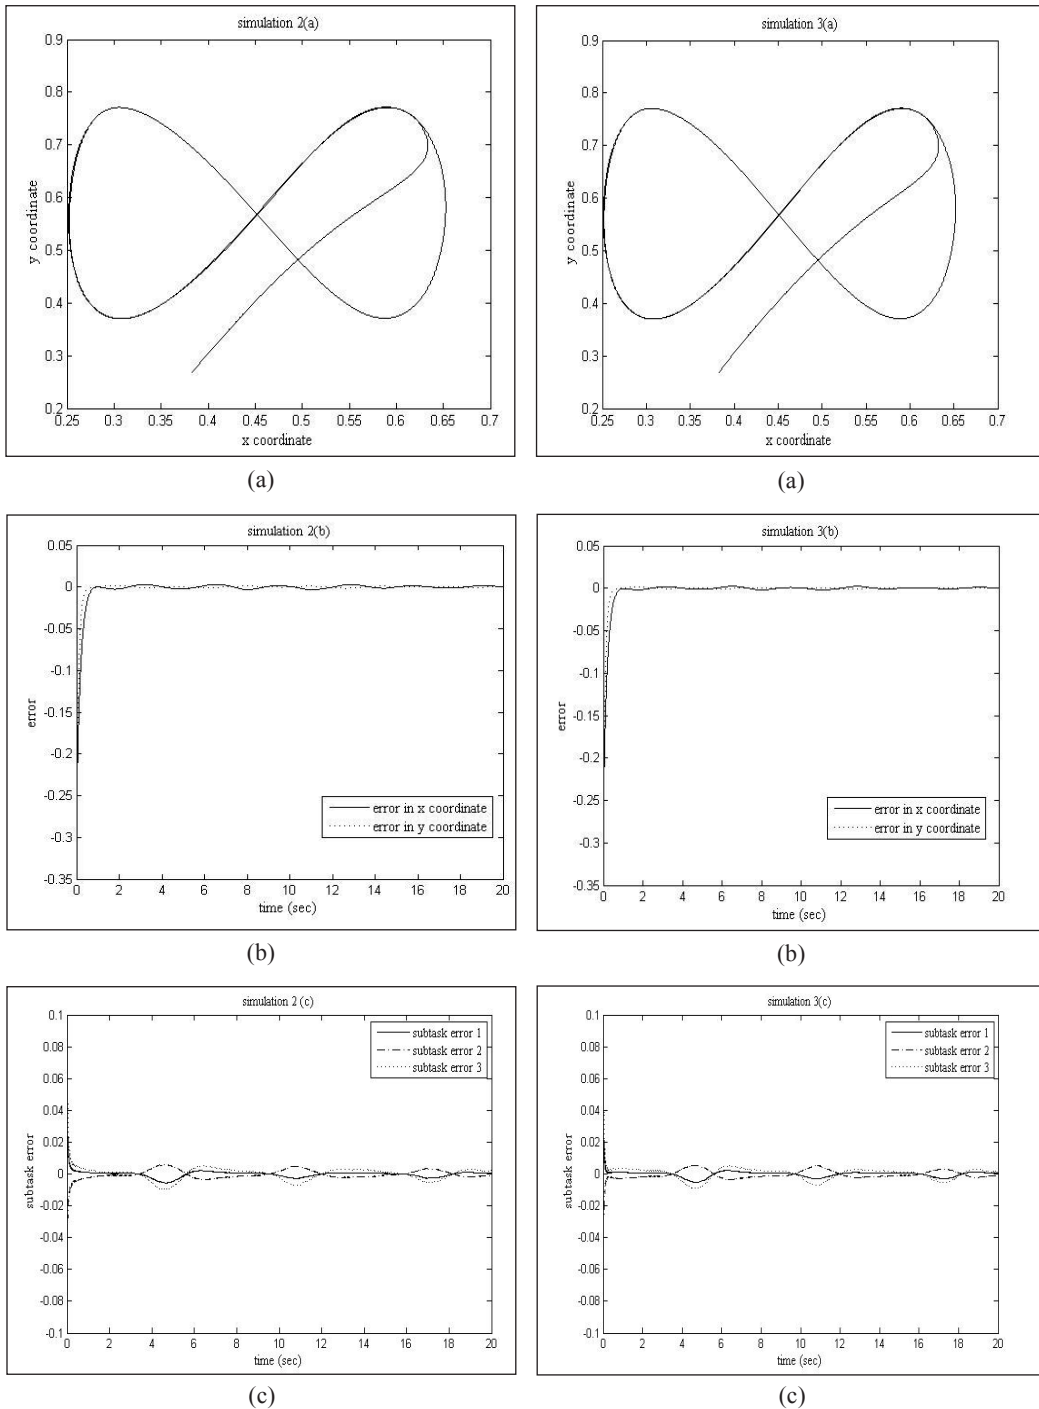 simulation 2(a)
0.9
0.8
0.7
0.6
0.5
0.4
0.3
0.2
y coordinate
0.25 0.3 0.35 0.4 0.45 0.5 0.55 0.6 0.65 0.7
x coordinate
(a)
simulation 3(a)
0.9
0.8
0.7
0.6
0.5
0.4
0.3
0.2
y coordinate
0.25 0.3 0.35 0.4 0.45 0.5 0.55 0.6 0.65 0.7
x coordinate
(a)
simulation 2(b)
0.05
0
-0.05
-0.1
-0.15
-0.2
-0.25
-0.3
-0.35
error
error in x coordinate
error in y coordinate
0 2 4 6 8 10 12 14 16 18 20
time (sec)
(b)
simulation 3(b)
0.05
0
-0.05
-0.1
-0.15
-0.2
-0.25
-0.3
-0.35
error
error in x coordinate
error in y coordinate
0 2 4 6 8 10 12 14 16 18 20
time (sec)
(b)
simulation 2 (c)
0.1
0.08
0.06
0.04
0.02
0
-0.02
-0.04
-0.06
-0.08
-0.1
subtask error
subtask error 1
subtask error 2
subtask error 3
0 2 4 6 8 10 12 14 16 18 20
time (sec)
(c)
simulation 3(c)
0.1
0.08
0.06
0.04
0.02
0
-0.02
-0.04
-0.06
-0.08
-0.1
subtask error
subtask error 1
subtask error 2
subtask error 3
0 2 4 6 8 10 12 14 16 18 20
time (sec)
(c)